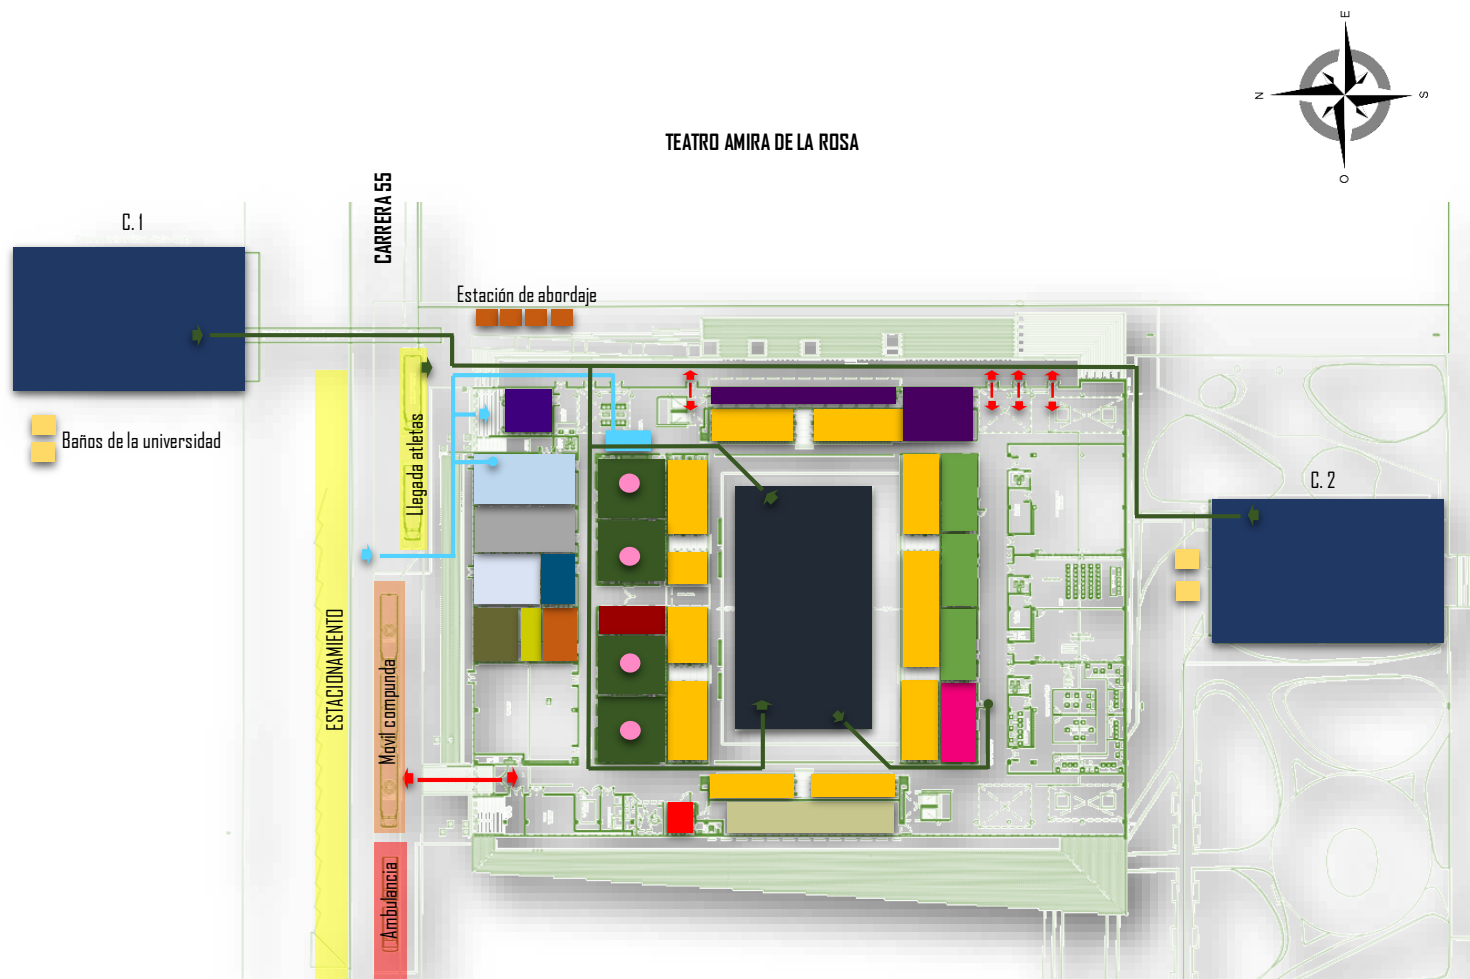 E
N
S
O
TEATRO AMIRA DE LA ROSA
CARRERA 55
C. 1
Estación de abordaje
Llegada atletas
Baños de la universidad
C. 2
ESTACIONAMIENTO
Movil compunda
Ambulancia